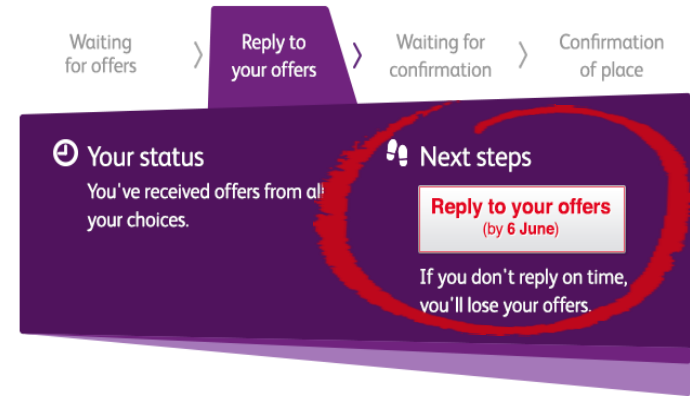 Waiting
for offers
Reply to
your offers
Waiting for
confirmation
Confirmation
of place
Your status
You've received offers from all
your choices.
Next steps
Reply to your offers
(by 6 June)
If you don't reply on time,
you'll lose your offers.